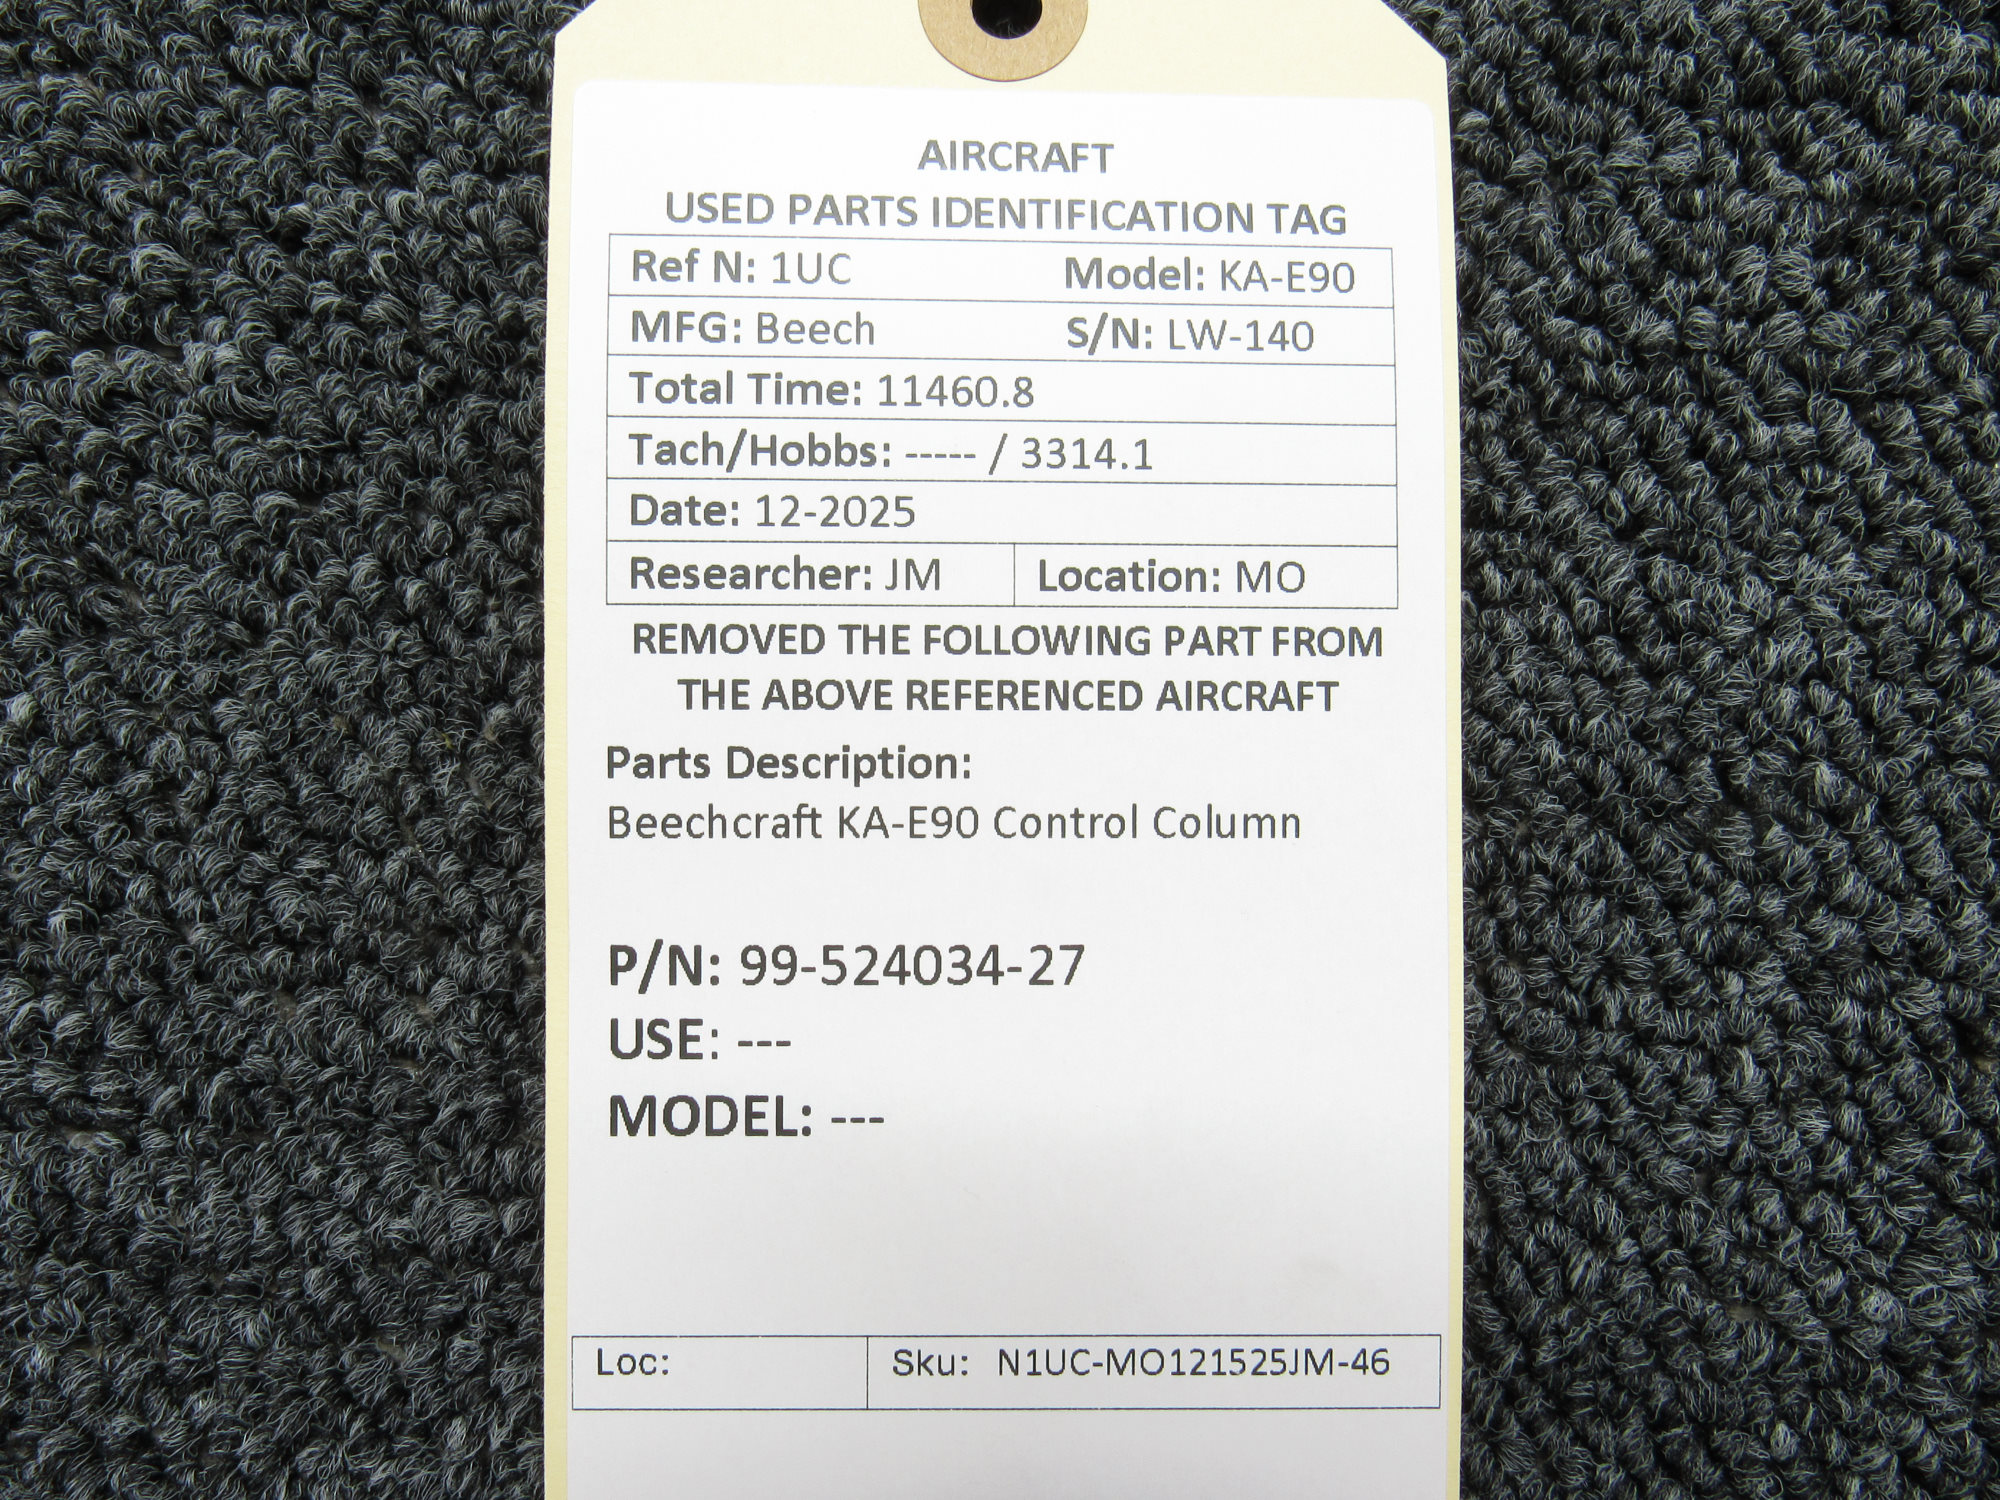 AIRCRAFT
USED PARTS IDENTIFICATION TAG
Ref N: 1UC Model: KA-E90
MFG: Beech S/N: LW-140
Total Time: 11460.8
Tach/Hobbs: ----- / 3314.1
Date: 12-2025
Researcher: JM Location: MO
REMOVED THE FOLLOWING PART FROM
THE ABOVE REFERENCED AIRCRAFT
Parts Description:
Beechcraft KA-E90 Control Column
P/N: 99-524034-27
USE: ---
MODEL: ---
Loc: Sku: N1UC-MO121525JM-46